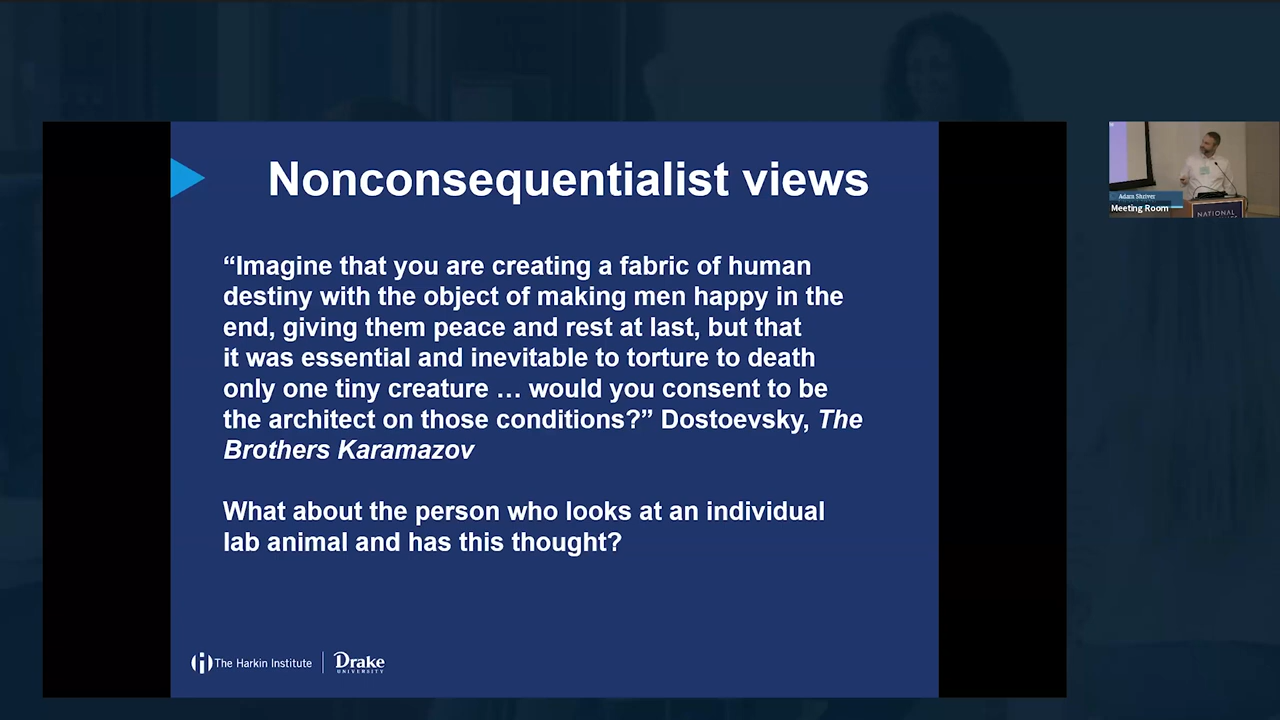 Nonconsequentialist views
“Imagine that you are creating a fabric of human
destiny with the object of making men happy in the
end, giving them peace and rest at last, but that
it was essential and inevitable to torture to death
only one tiny creature … would you consent to be
the architect on those conditions?” Dostoevsky, The
Brothers Karamazov
What about the person who looks at an individual
lab animal and has this thought?
The Harkin Institute
Drake
UNIVERSITY
Adam Shriver
Meeting Room
NATIONAL